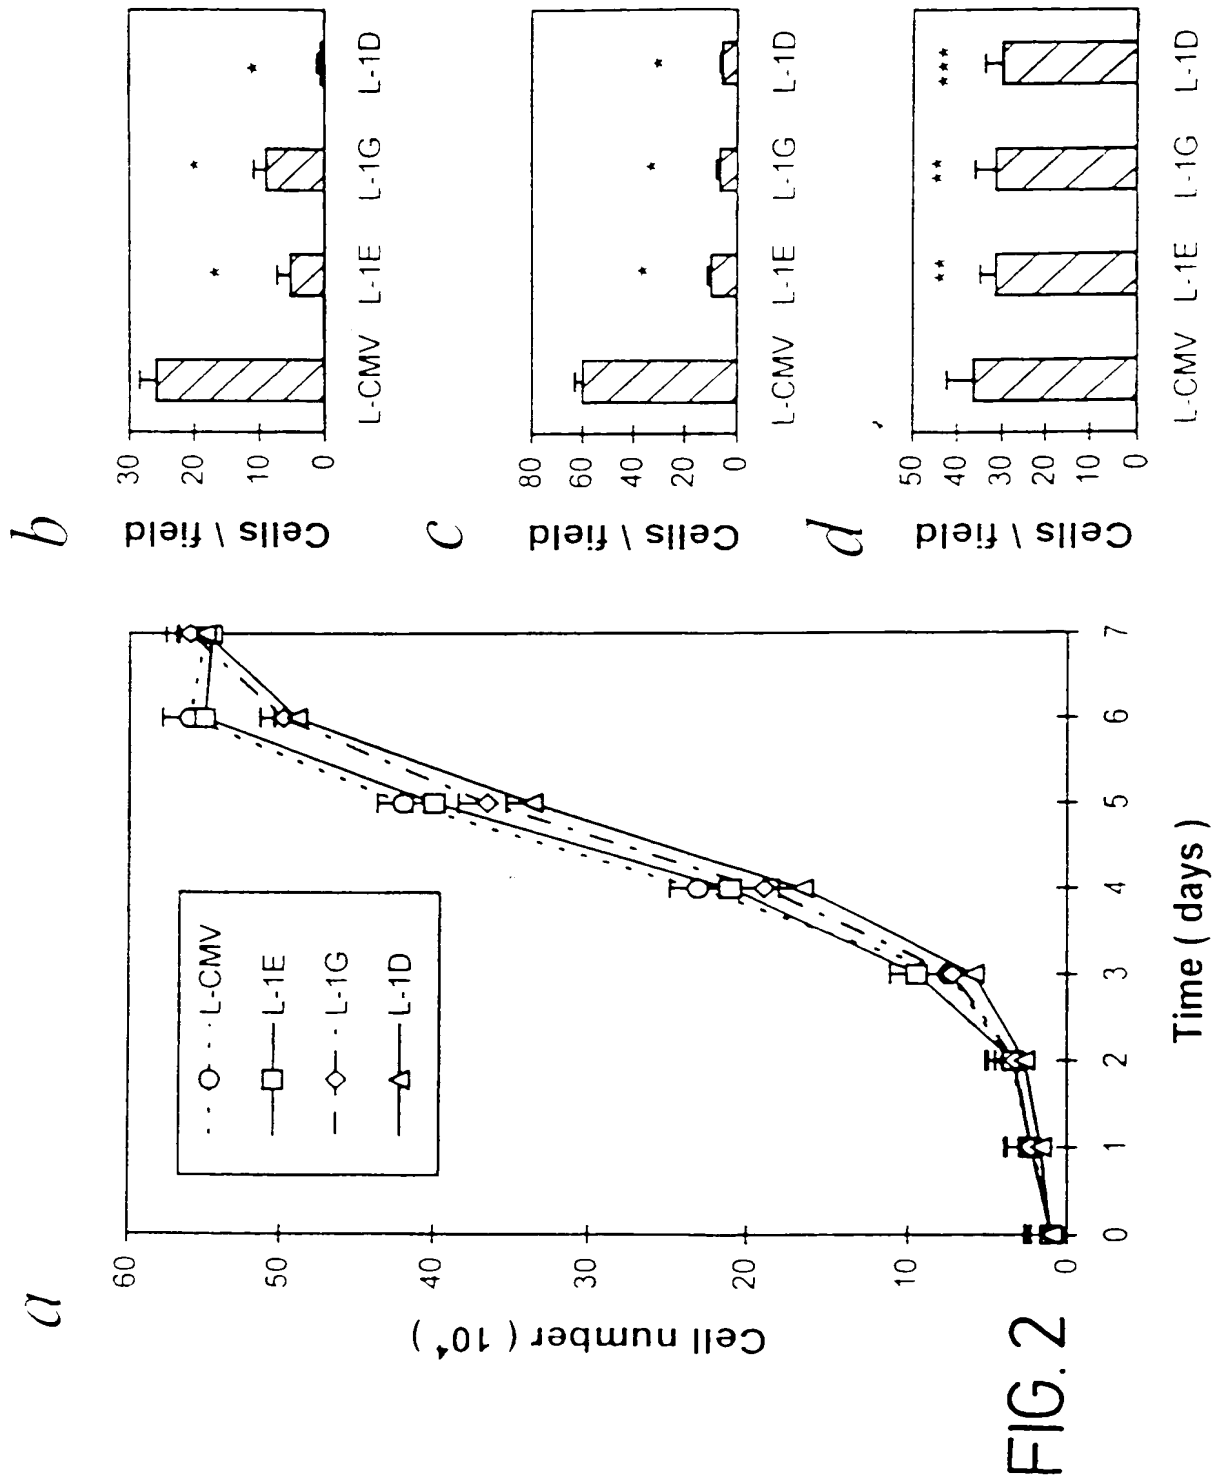 a
Cell number ( 10⁴ )
60
50
40
30
20
10
0
L-CMV
L-1E
L-1G
L-1D
0 1 2 3 4 5 6 7
Time ( days )
b
Cells \ field
30
20
10
0
* * *
L-CMV L-1E L-1G L-1D
c
Cells \ field
80
60
40
20
0
* * *
L-CMV L-1E L-1G L-1D
d
Cells \ field
50
40
30
20
10
0
** ** ***
L-CMV L-1E L-1G L-1D
FIG. 2